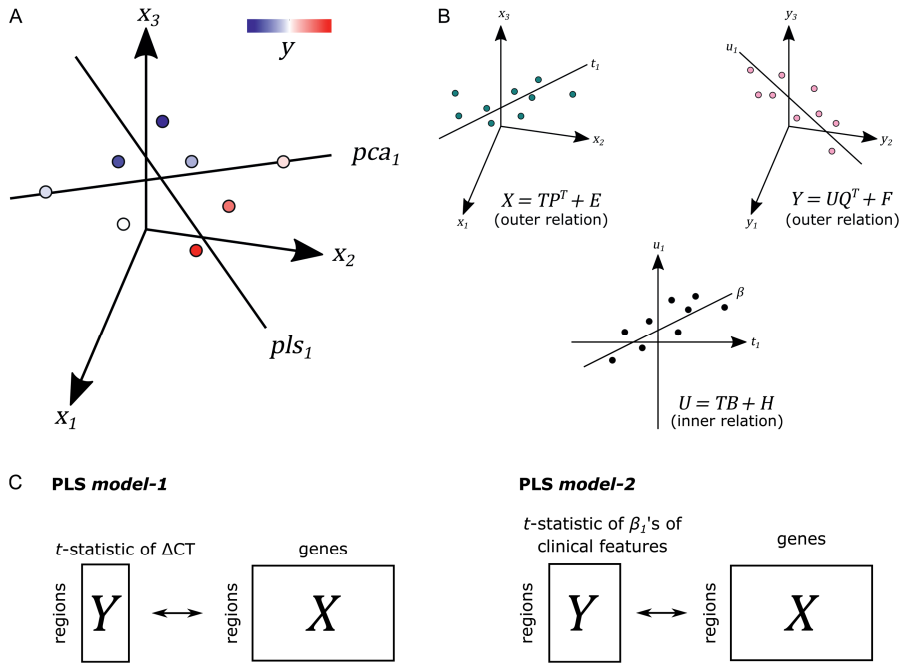 A
x₃
y
pca₁
x₂
pls₁
x₁
B
x₃
t₁
x₂
x₁
X = TPᵀ + E
(outer relation)
y₃
u₁
y₂
y₁
Y = UQᵀ + F
(outer relation)
u₁
β
t₁
U = TB + H
(inner relation)
C
PLS model-1
t-statistic of ΔCT
regions
Y
genes
regions
X
PLS model-2
t-statistic of β₁'s of
clinical features
regions
Y
genes
regions
X